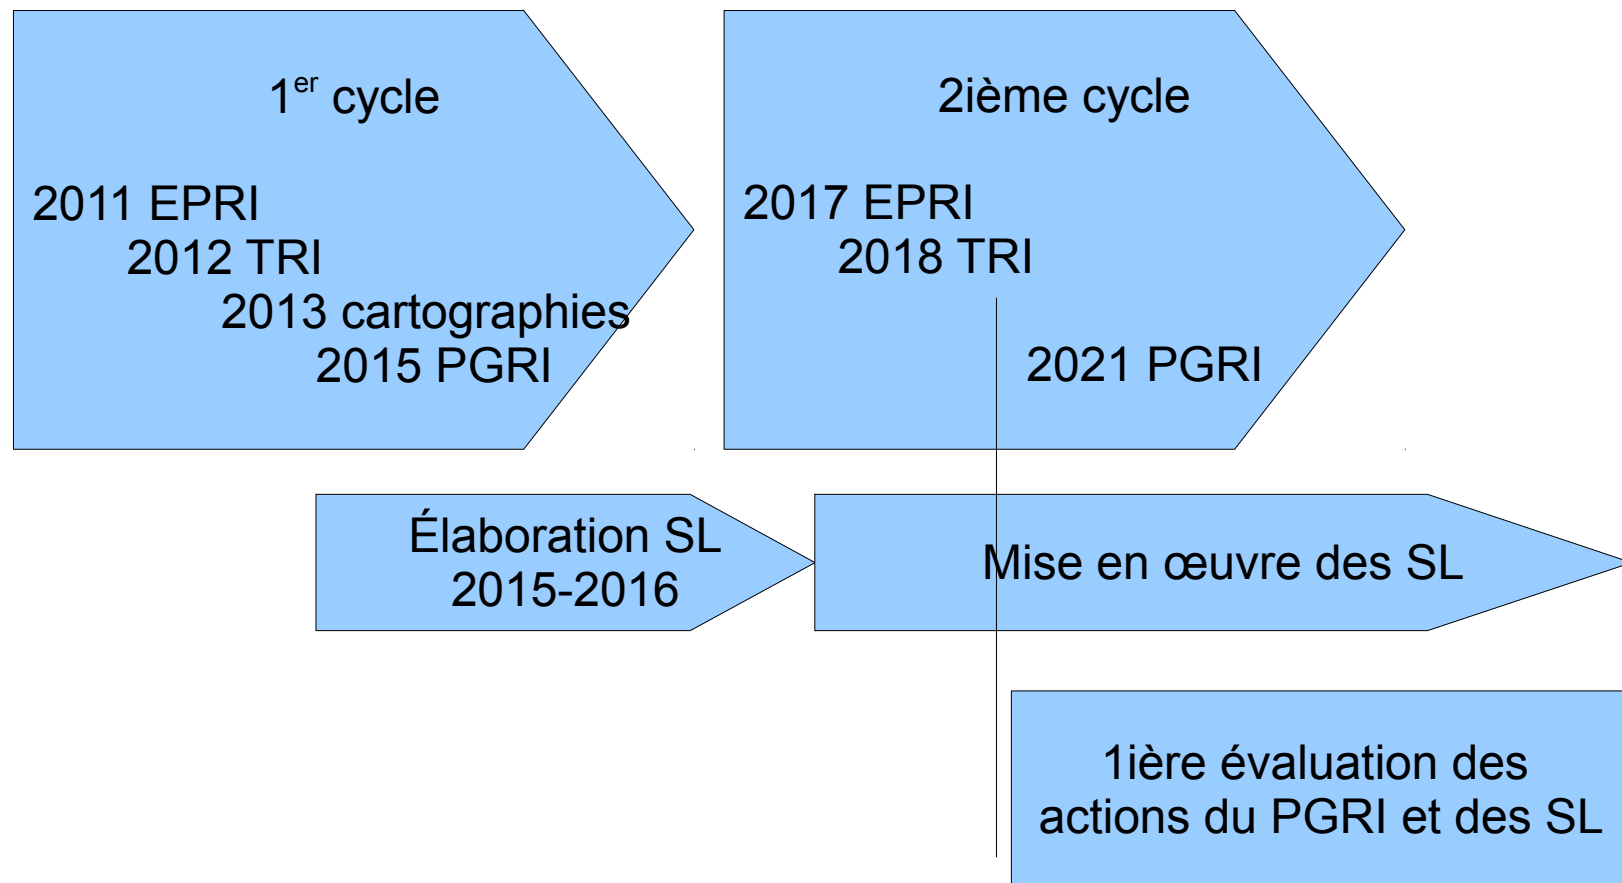 1er cycle
2011 EPRI
2012 TRI
2013 cartographies
2015 PGRI
2ième cycle
2017 EPRI
2018 TRI
2021 PGRI
Élaboration SL
2015-2016
Mise en œuvre des SL
1ière évaluation des
actions du PGRI et des SL